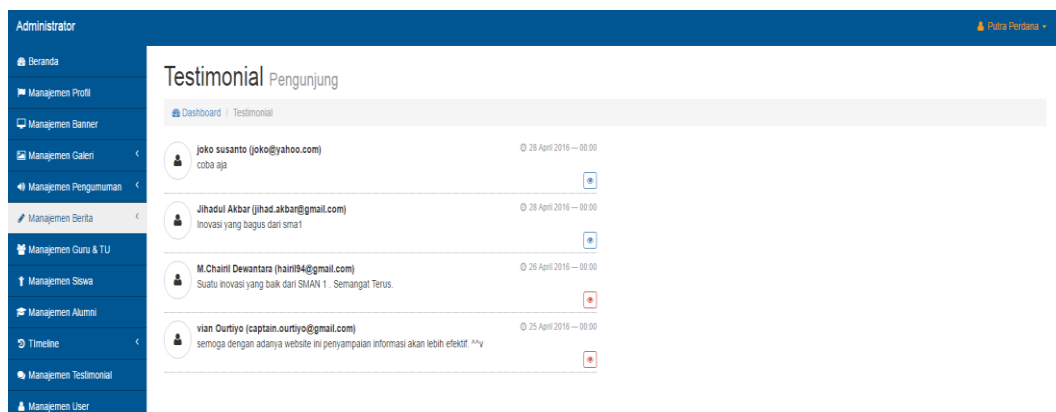 Administrator
Putra Perdana
Beranda
Manajemen Profil
Manajemen Banner
Manajemen Galeri
Manajemen Pengumuman
Manajemen Berita
Manajemen Guru & TU
Manajemen Siswa
Manajemen Alumni
TImeline
Manajemen Testimonial
Manajemen User
Testimonial Pengunjung
Dashboard / Testimonial
joko susanto (joko@yahoo.com) 28 April 2016 — 00:00
coba aja
Jihadul Akbar (jihad.akbar@gmail.com) 28 April 2016 — 00:00
Inovasi yang bagus dari sma1
M.Chairil Dewantara (hairil94@gmail.com) 26 April 2016 — 00:00
Suatu inovasi yang baik dari SMAN 1 . Semangat Terus.
vian Ourtiyo (captain.ourtiyo@gmail.com) 25 April 2016 — 00:00
semoga dengan adanya website ini penyampaian informasi akan lebih efektif. ^^v